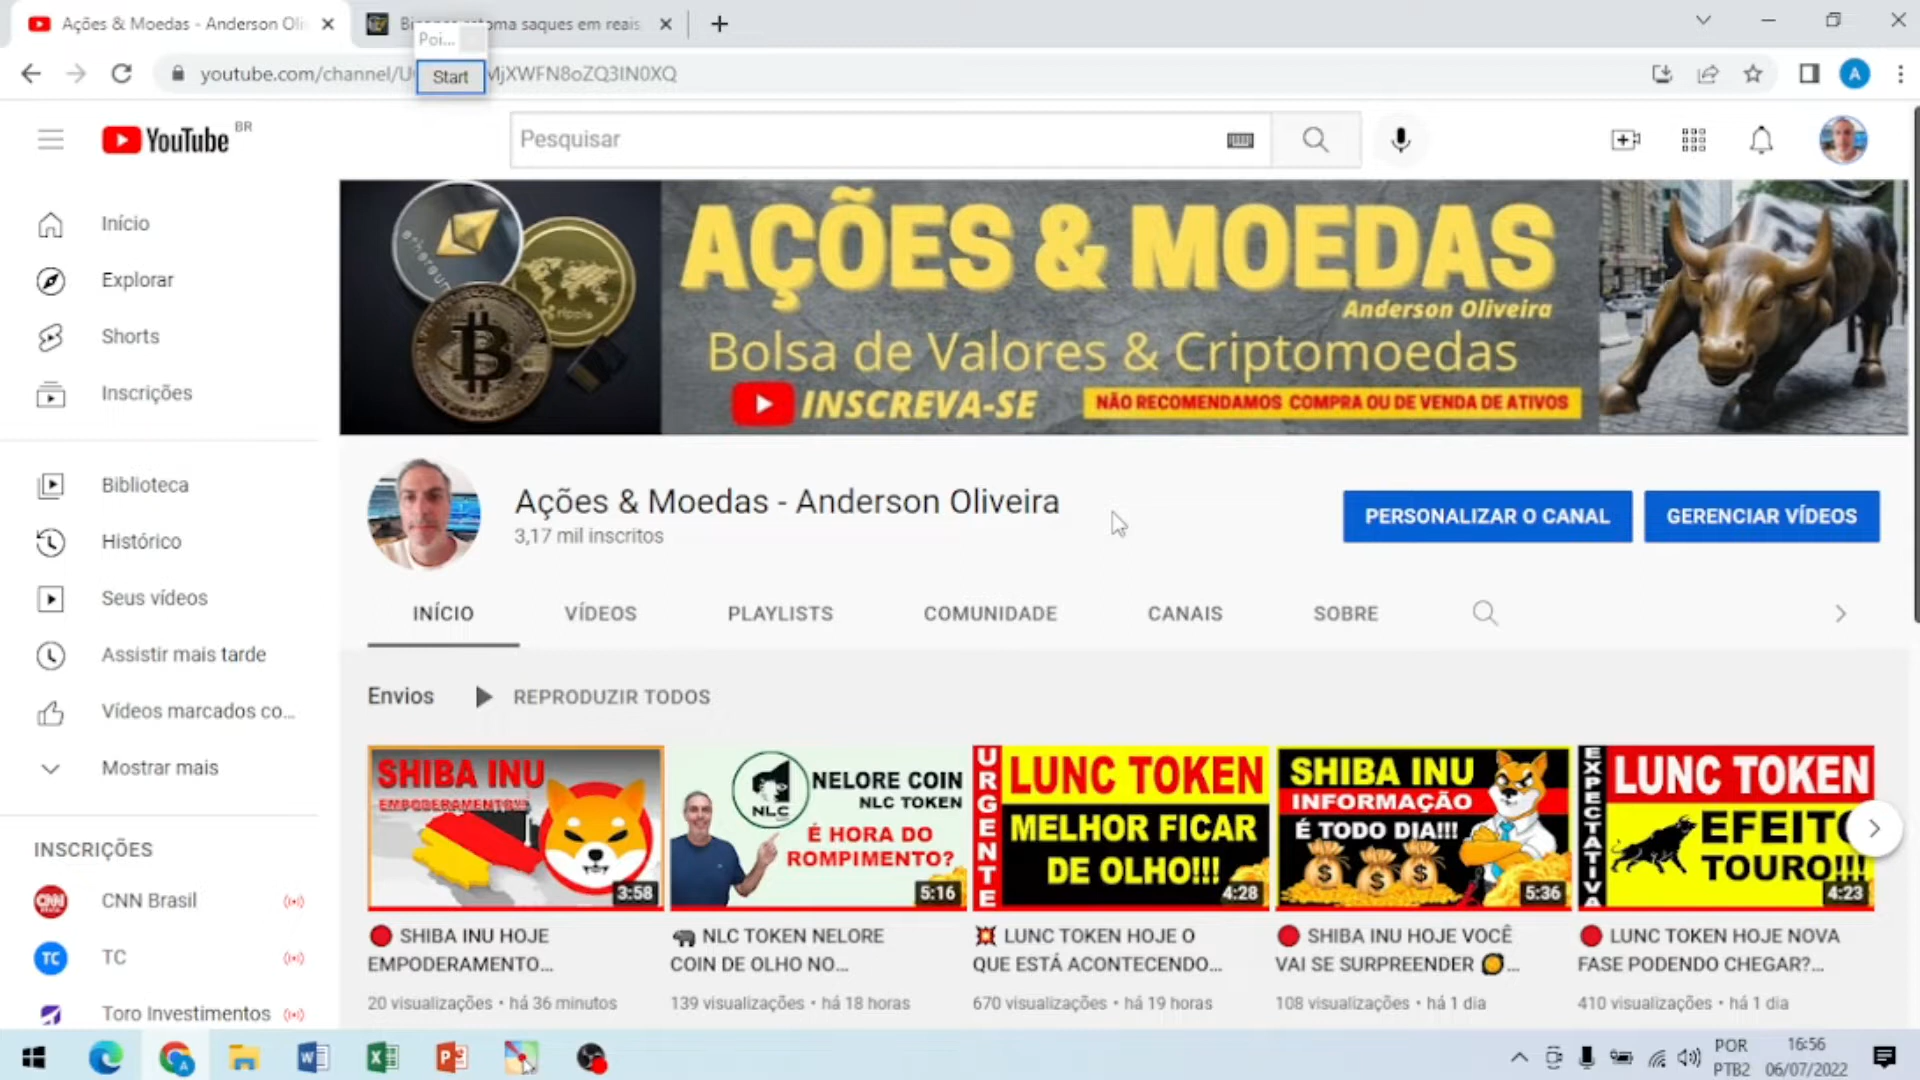 Ações & Moedas - Anderson Oli
oma saques em reais
Poi...
Start
youtube.com/channel/U
MjXWFN8oZQ3IN0XQ
A
YouTube BR
Pesquisar
Início
Explorar
Shorts
Inscrições
Biblioteca
Histórico
Seus vídeos
Assistir mais tarde
Vídeos marcados co...
Mostrar mais
INSCRIÇÕES
CNN Brasil
TC
TC
Toro Investimentos
AÇÕES & MOEDAS
Anderson Oliveira
Bolsa de Valores & Criptomoedas
INSCREVA-SE
NÃO RECOMENDAMOS COMPRA OU DE VENDA DE ATIVOS
ethereum
ripple
Ações & Moedas - Anderson Oliveira
3,17 mil inscritos
PERSONALIZAR O CANAL
GERENCIAR VÍDEOS
INÍCIO
VÍDEOS
PLAYLISTS
COMUNIDADE
CANAIS
SOBRE
Envios
REPRODUZIR TODOS
SHIBA INU
EMPODERAMENTO!!!
3:58
SHIBA INU HOJE
EMPODERAMENTO...
20 visualizações • há 36 minutos
NLC
NELORE COIN
NLC TOKEN
É HORA DO
ROMPIMENTO?
5:16
NLC TOKEN NELORE
COIN DE OLHO NO...
139 visualizações • há 18 horas
URGENTE
LUNC TOKEN
MELHOR FICAR
DE OLHO!!!
4:28
LUNC TOKEN HOJE O
QUE ESTÁ ACONTECENDO...
670 visualizações • há 19 horas
SHIBA INU
INFORMAÇÃO
É TODO DIA!!!
5:36
SHIBA INU HOJE VOCÊ
VAI SE SURPREENDER ...
108 visualizações • há 1 dia
EXPECTATIVA
LUNC TOKEN
EFEITO
TOURO!!!
4:23
LUNC TOKEN HOJE NOVA
FASE PODENDO CHEGAR?...
410 visualizações • há 1 dia
POR
PTB2
16:56
06/07/2022